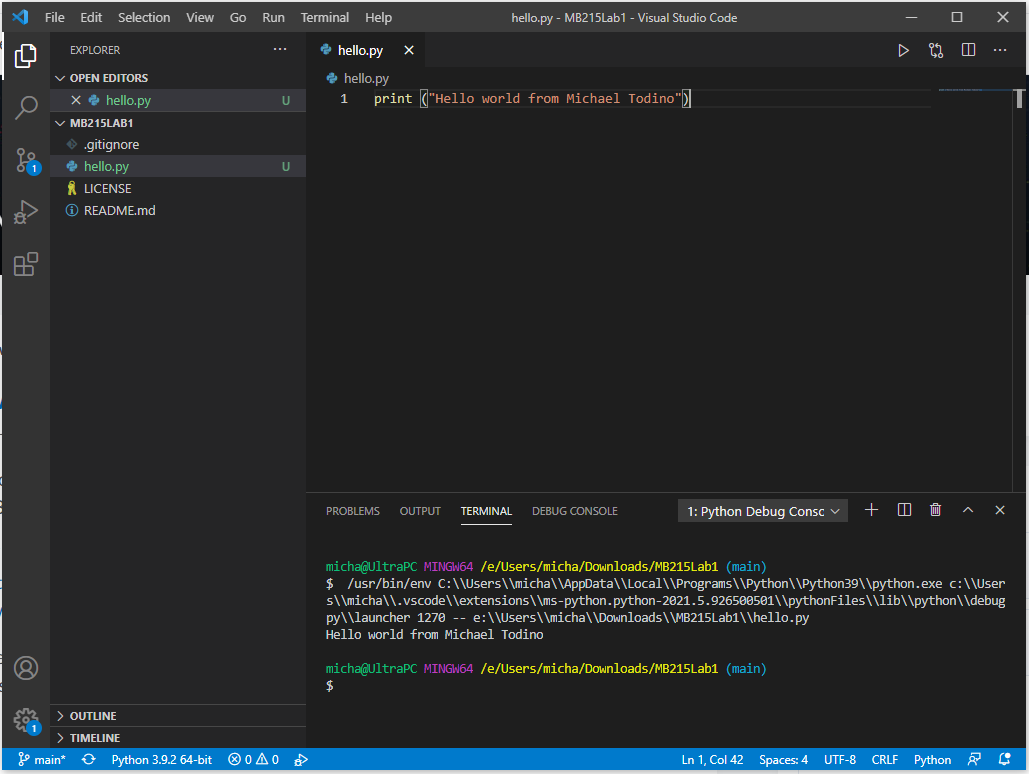 File Edit Selection View Go Run Terminal Help
hello.py - MB215Lab1 - Visual Studio Code
EXPLORER
OPEN EDITORS
hello.py U
MB215LAB1
.gitignore
hello.py U
LICENSE
README.md
OUTLINE
TIMELINE
1
1
hello.py
hello.py
1 print ("Hello world from Michael Todino")
PROBLEMS OUTPUT TERMINAL DEBUG CONSOLE 1: Python Debug Consc
micha@UltraPC MINGW64 /e/Users/micha/Downloads/MB215Lab1 (main)
$  /usr/bin/env C:\\Users\\micha\\AppData\\Local\\Programs\\Python\\Python39\\python.exe c:\\User
s\\micha\\.vscode\\extensions\\ms-python.python-2021.5.926500501\\pythonFiles\\lib\\python\\debug
py\\launcher 1270 -- e:\\Users\\micha\\Downloads\\MB215Lab1\\hello.py
Hello world from Michael Todino
micha@UltraPC MINGW64 /e/Users/micha/Downloads/MB215Lab1 (main)
$
main* Python 3.9.2 64-bit 0 0 Ln 1, Col 42 Spaces: 4 UTF-8 CRLF Python